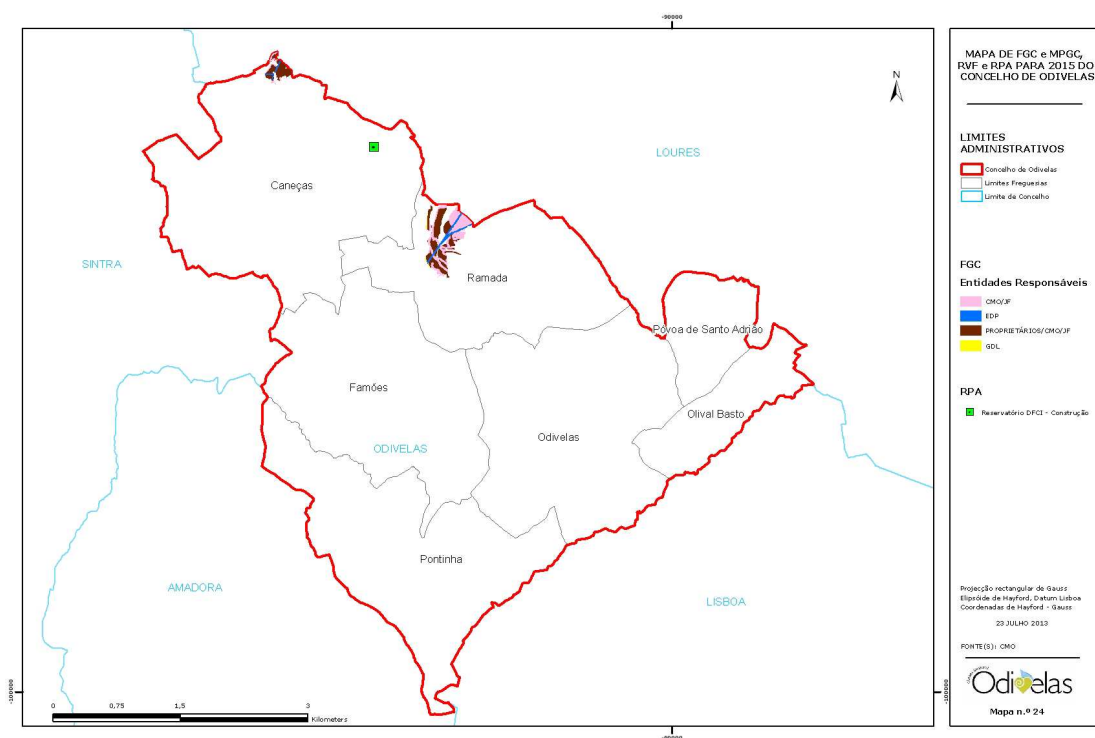 -90000
MAPA DE FGC e MPGC,
RVF e RPA PARA 2015 DO
CONCELHO DE ODIVELAS
N
LIMITES
ADMINISTRATIVOS
Concelho de Odivelas
Limites Freguesias
Limite de Concelho
FGC
Entidades Responsáveis
CMO/JF
EDP
PROPRIETÁRIOS/CMO/JF
GDL
RPA
Reservatório DFCI - Construção
LOURES
Caneças
SINTRA
Ramada
Póvoa de Santo Adrião
Famões
Olival Basto
Odivelas
ODIVELAS
Pontinha
AMADORA
LISBOA
Projecção rectangular de Gauss
Elipsóide de Hayford, Datum Lisboa
Coordenadas de Hayford - Gauss
23 JULHO 2013
FONTE(S): CMO
Odivelas
Mapa n.º 24
-100000
-100000
0 0,75 1,5 3
Kilometers
-90000